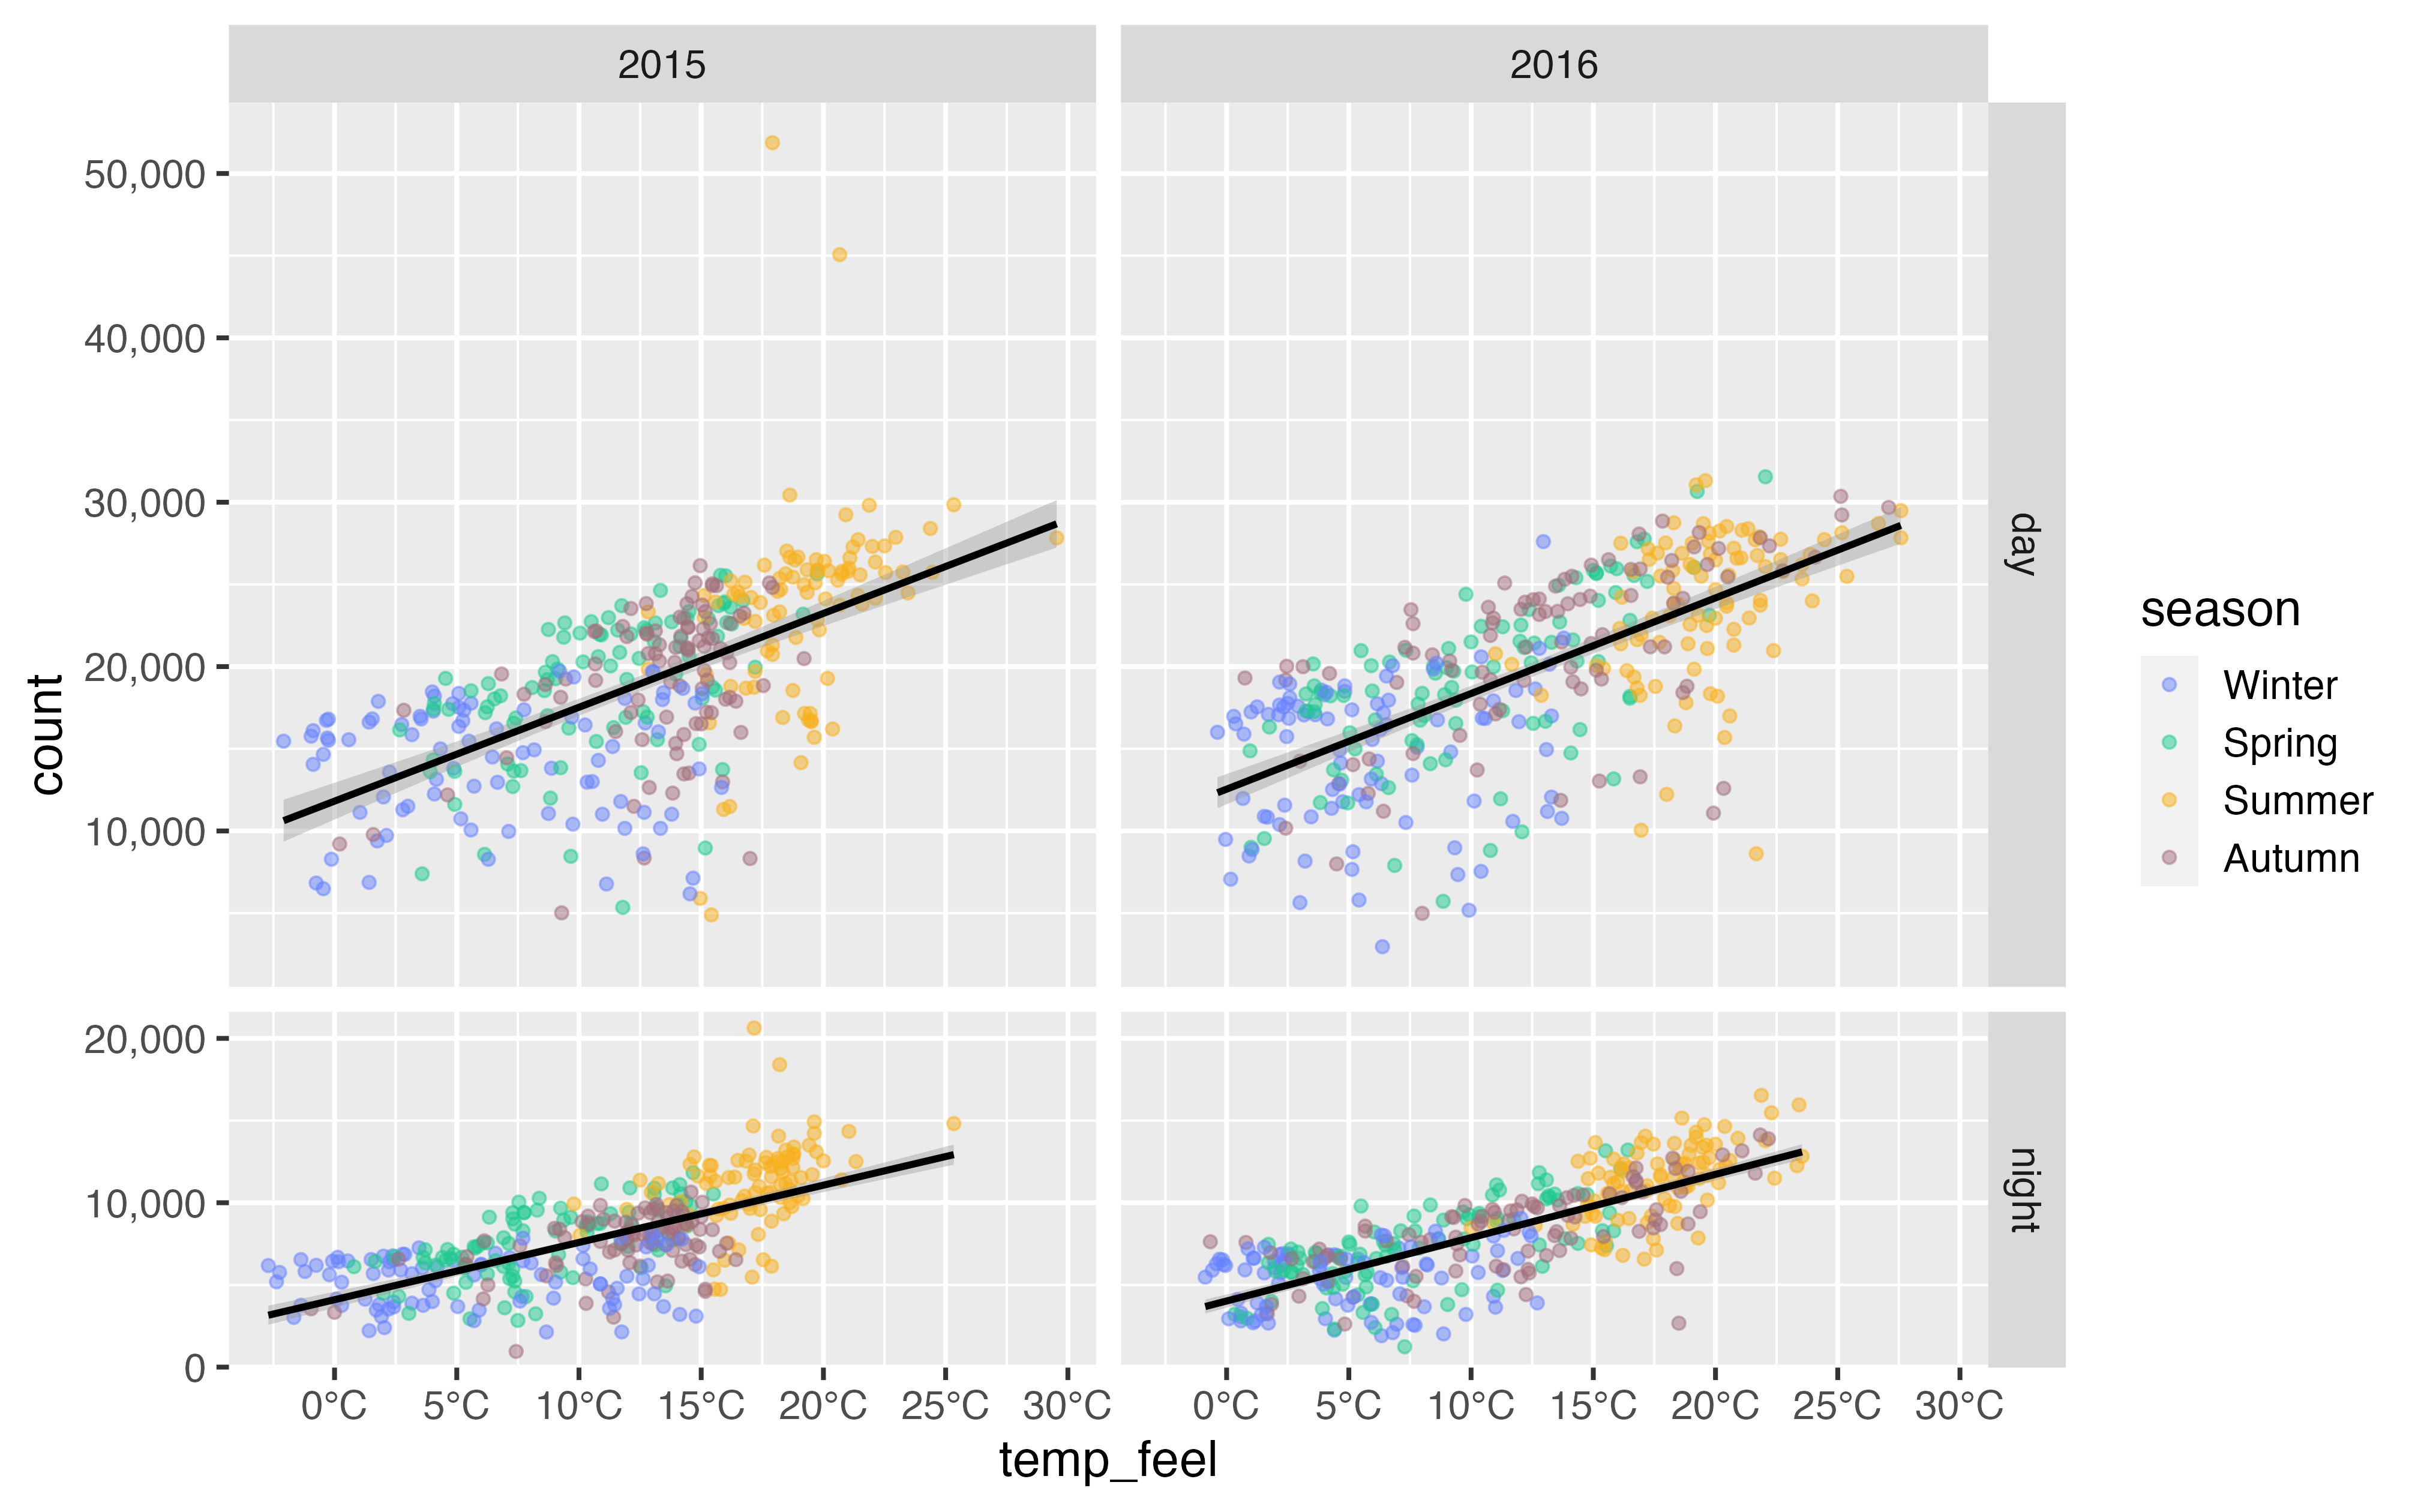 2015
2016
50,000
40,000
30,000
20,000
10,000
day
count
season
Winter
Spring
Summer
Autumn
20,000
10,000
0
night
0°C 5°C 10°C 15°C 20°C 25°C 30°C
0°C 5°C 10°C 15°C 20°C 25°C 30°C
temp_feel